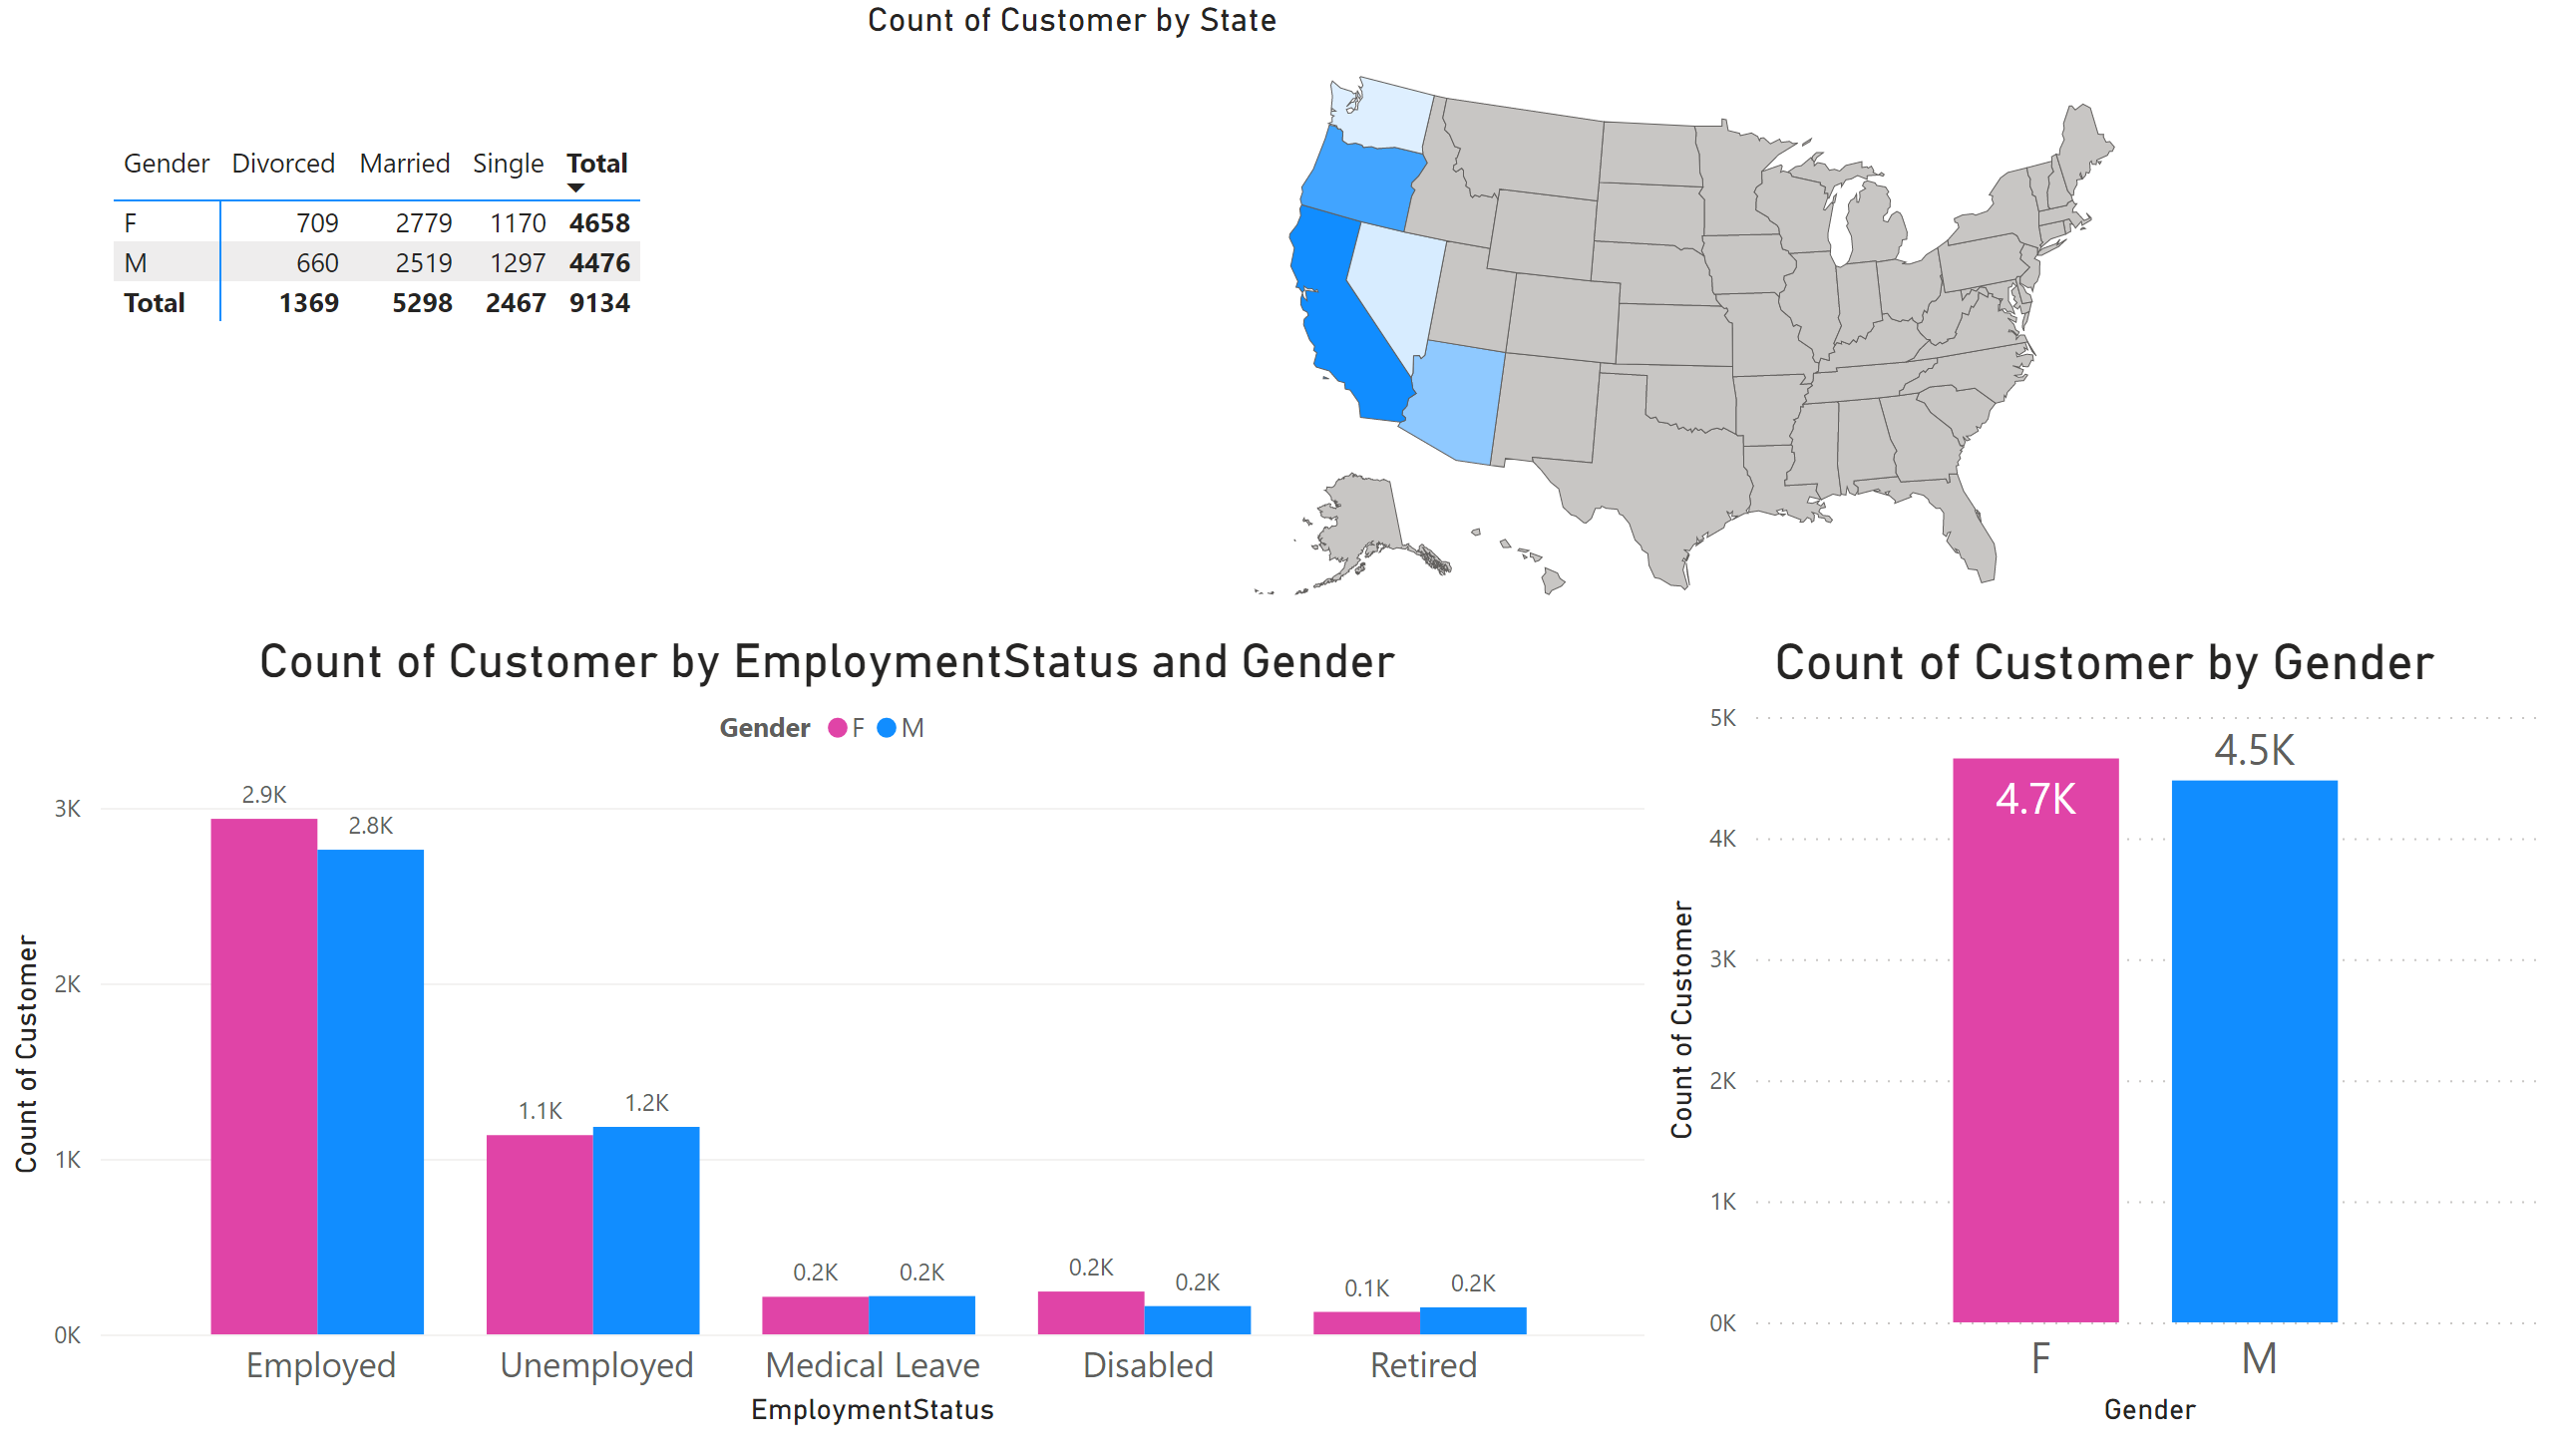 Count of Customer by State
Gender Divorced Married Single Total
F 709 2779 1170 4658
M 660 2519 1297 4476
Total 1369 5298 2467 9134
Count of Customer by EmploymentStatus and Gender
Gender F M
Count of Customer
3K
2K
1K
0K
2.9K
2.8K
1.1K
1.2K
0.2K
0.2K
0.2K
0.2K
0.1K
0.2K
Employed Unemployed Medical Leave Disabled Retired
EmploymentStatus
Count of Customer by Gender
Count of Customer
5K
4K
3K
2K
1K
0K
4.7K
4.5K
F M
Gender